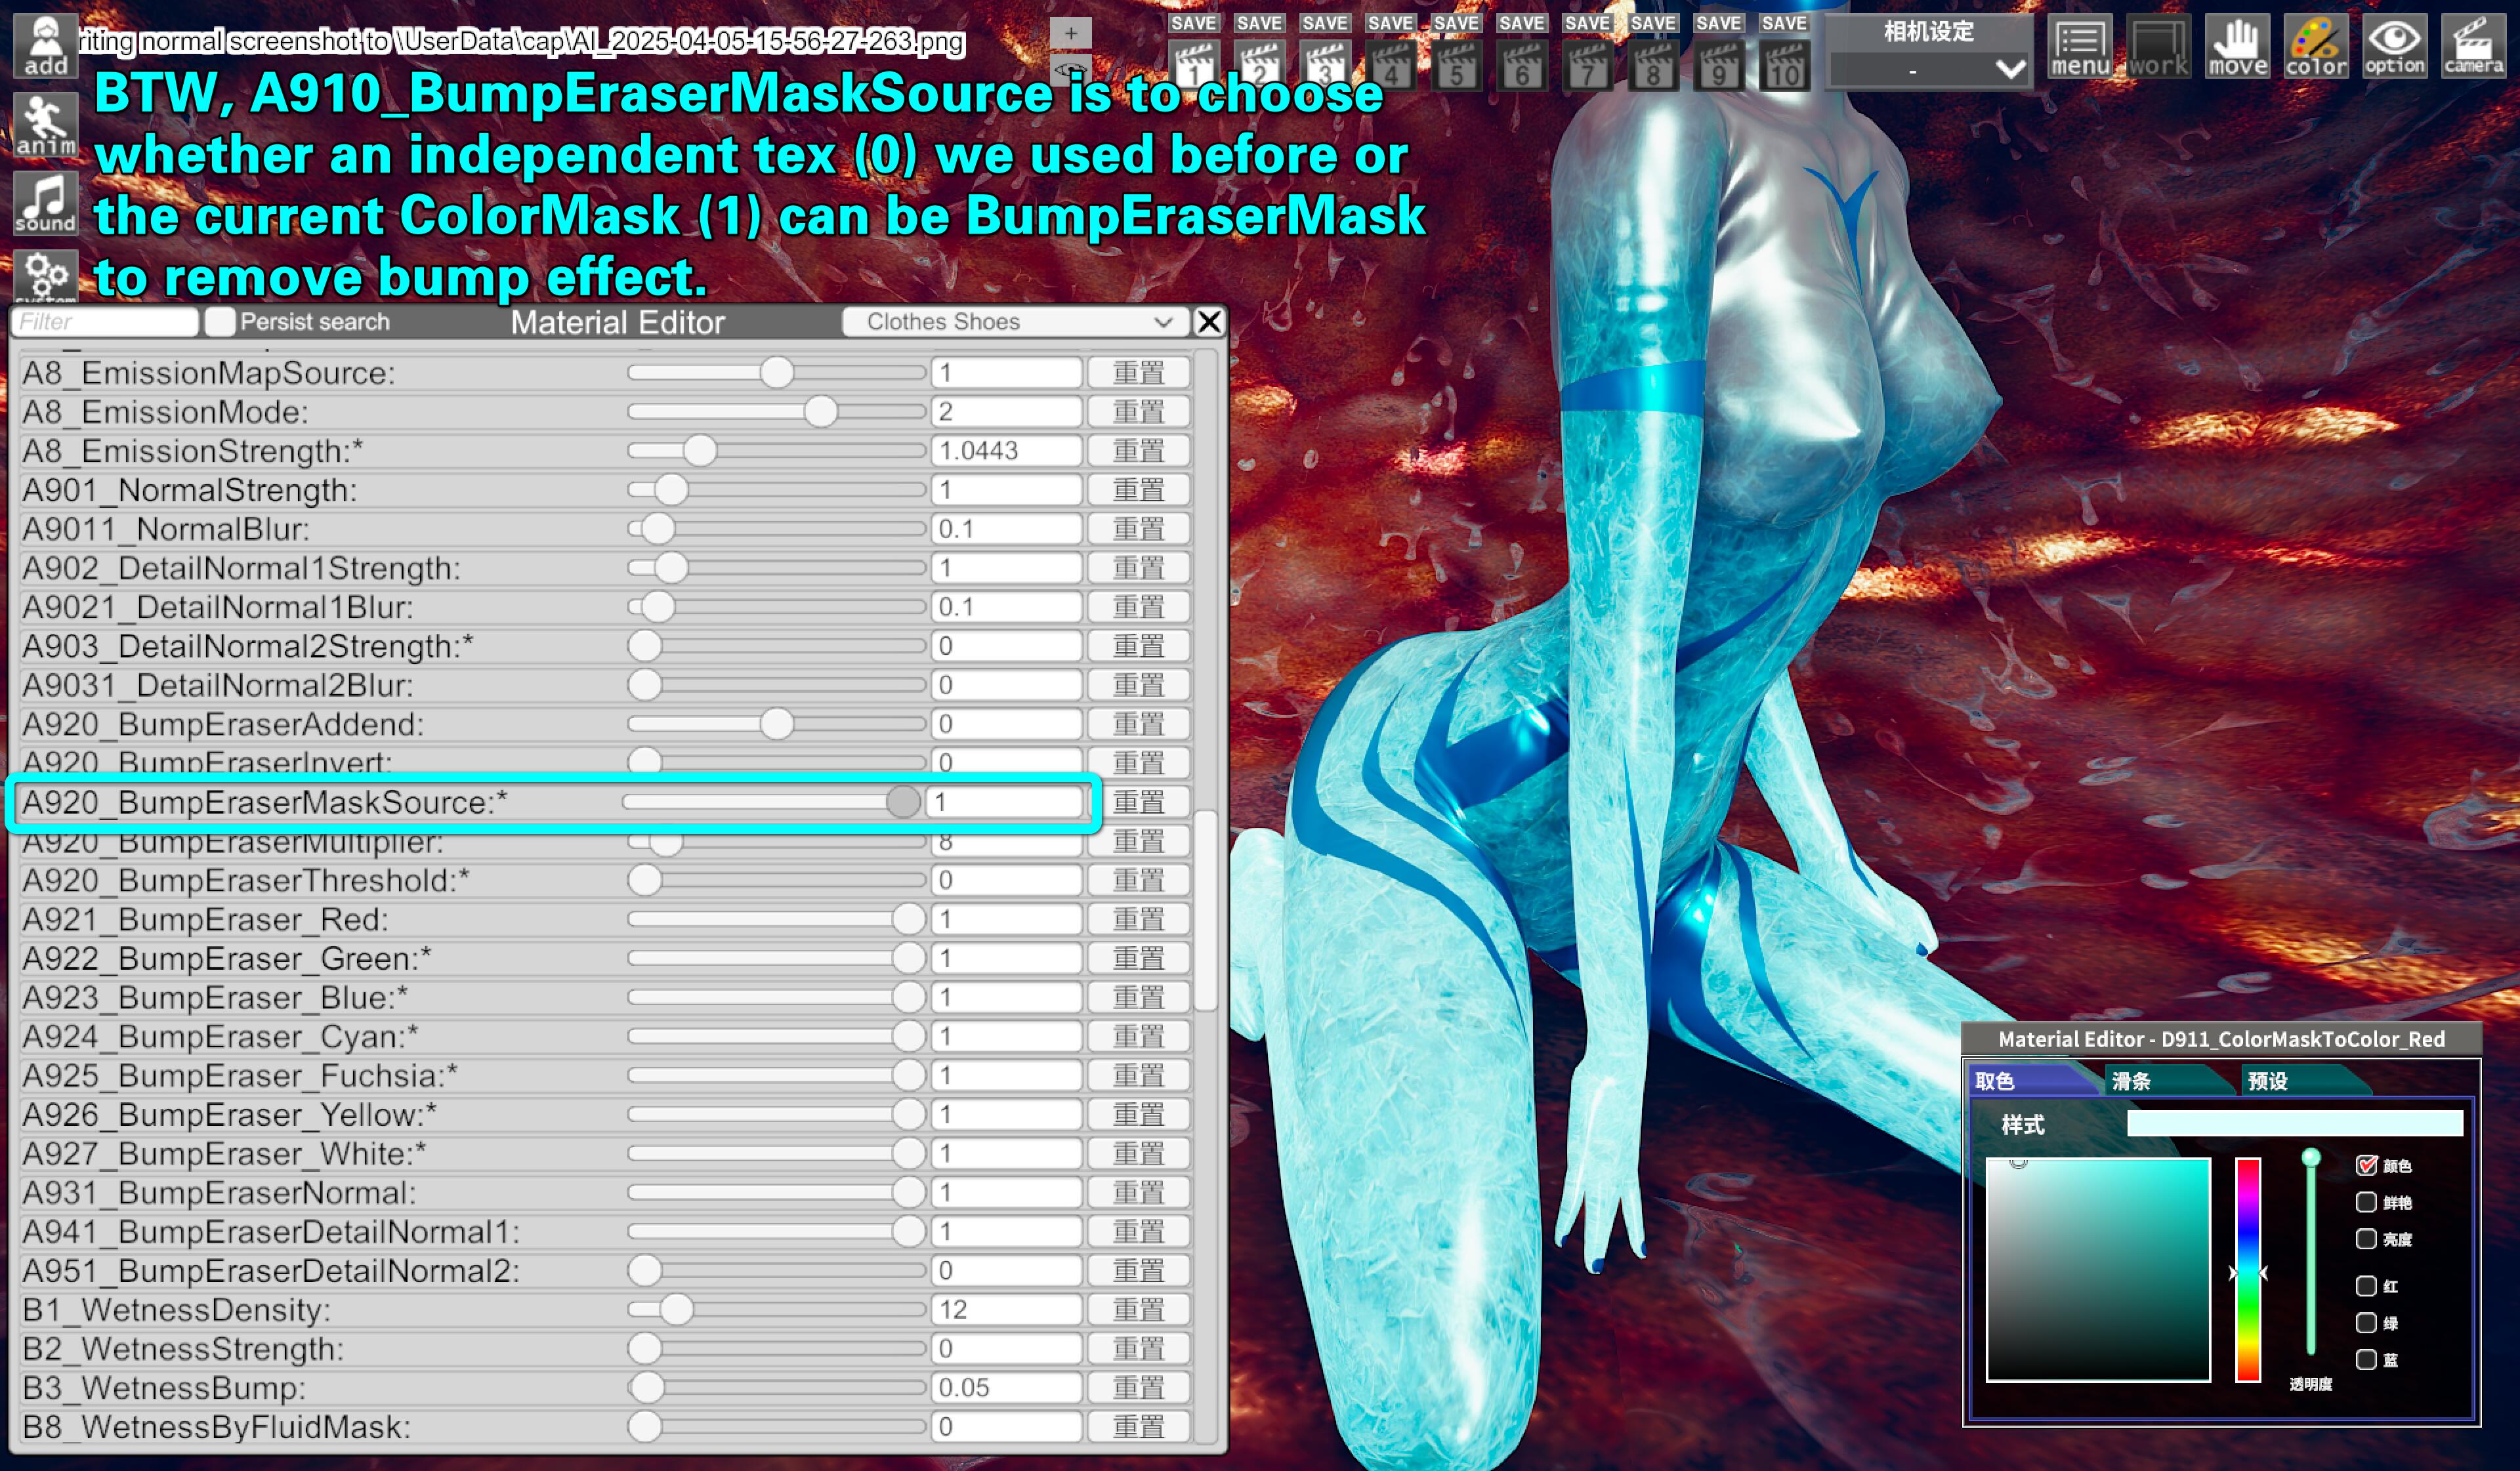 add
riting normal screenshot to \UserData\cap\AI_2025-04-05-15-56-27-263.png
+
SAVE SAVE SAVE SAVE SAVE SAVE SAVE SAVE SAVE SAVE
1 2 3 4 5 6 7 8 9 10
相机设定
-
menu work move color option camera
BTW, A910_BumpEraserMaskSource is to choose
whether an independent tex (0) we used before or
the current ColorMask (1) can be BumpEraserMask
to remove bump effect.
anim
sound
system
Filter Persist search Material Editor Clothes Shoes
A8_EmissionMapSource: 1 重置
A8_EmissionMode: 2 重置
A8_EmissionStrength:* 1.0443 重置
A901_NormalStrength: 1 重置
A9011_NormalBlur: 0.1 重置
A902_DetailNormal1Strength: 1 重置
A9021_DetailNormal1Blur: 0.1 重置
A903_DetailNormal2Strength:* 0 重置
A9031_DetailNormal2Blur: 0 重置
A920_BumpEraserAddend: 0 重置
A920_BumpEraserInvert: 0 重置
A920_BumpEraserMaskSource:* 1 重置
A920_BumpEraserMultiplier: 8 重置
A920_BumpEraserThreshold:* 0 重置
A921_BumpEraser_Red: 1 重置
A922_BumpEraser_Green:* 1 重置
A923_BumpEraser_Blue:* 1 重置
A924_BumpEraser_Cyan:* 1 重置
A925_BumpEraser_Fuchsia:* 1 重置
A926_BumpEraser_Yellow:* 1 重置
A927_BumpEraser_White:* 1 重置
A931_BumpEraserNormal: 1 重置
A941_BumpEraserDetailNormal1: 1 重置
A951_BumpEraserDetailNormal2: 0 重置
B1_WetnessDensity: 12 重置
B2_WetnessStrength: 0 重置
B3_WetnessBump: 0.05 重置
B8_WetnessByFluidMask: 0 重置
Material Editor - D911_ColorMaskToColor_Red
取色 滑条 预设
样式
颜色
鲜艳
亮度
红
绿
蓝
透明度